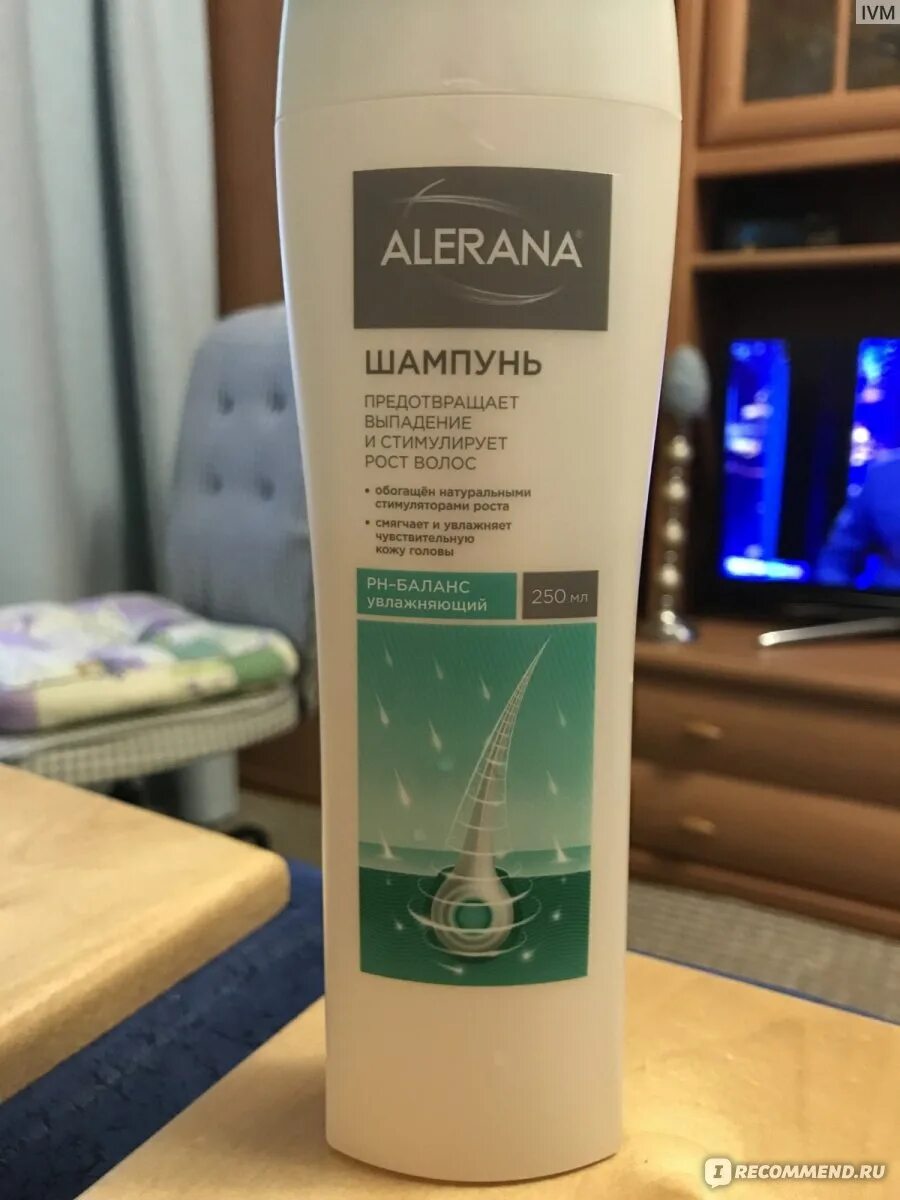 IVM
ALERANA®
ШАМПУНЬ
ПРЕДОТВРАЩАЕТ
ВЫПАДЕНИЕ
И СТИМУЛИРУЕТ
РОСТ ВОЛОС
• обогащён натуральными
стимуляторами роста
• смягчает и увлажняет
чувствительную
кожу головы
PH-БАЛАНС
увлажняющий
250 мл
IRECOMMEND.RU